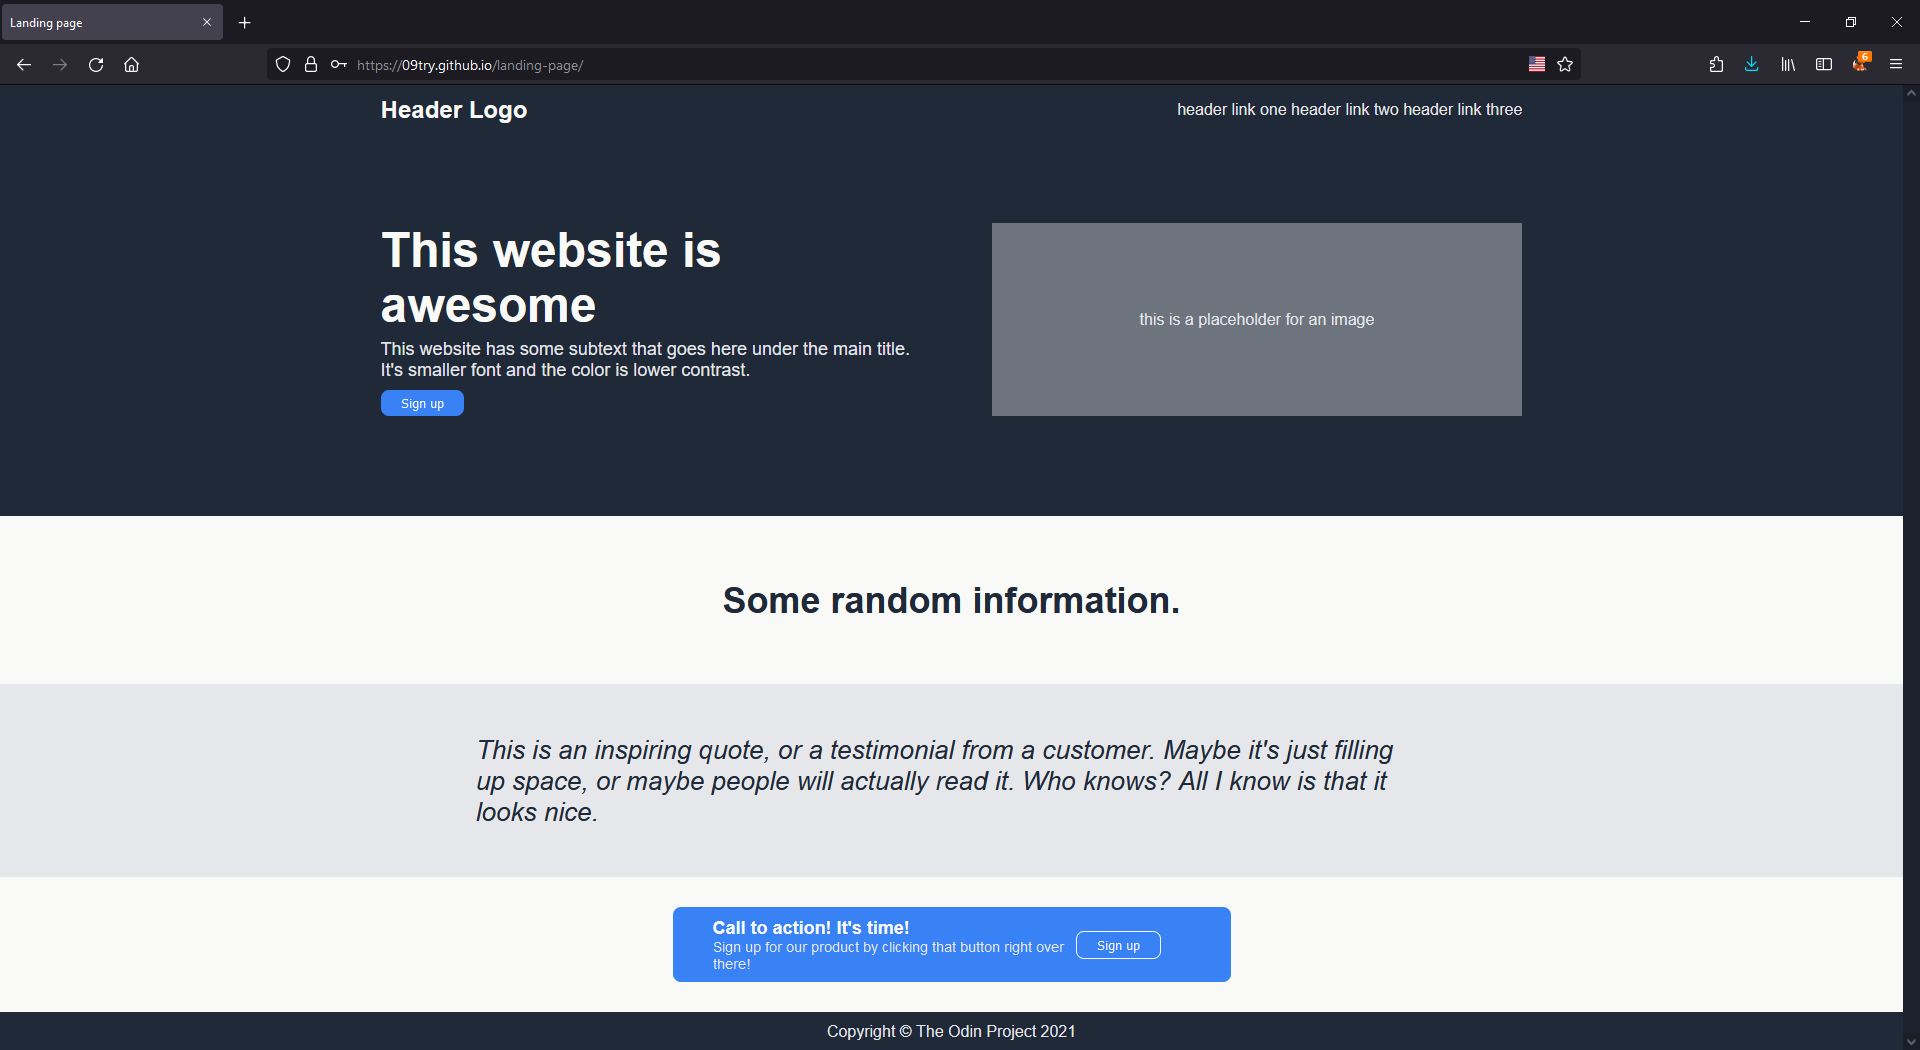 Landing page
https://09try.github.io/landing-page/
6
Header Logo
header link one header link two header link three
This website is
awesome
This website has some subtext that goes here under the main title.
It's smaller font and the color is lower contrast.
Sign up
this is a placeholder for an image
Some random information.
This is an inspiring quote, or a testimonial from a customer. Maybe it's just filling
up space, or maybe people will actually read it. Who knows? All I know is that it
looks nice.
Call to action! It's time!
Sign up for our product by clicking that button right over
there!
Sign up
Copyright © The Odin Project 2021